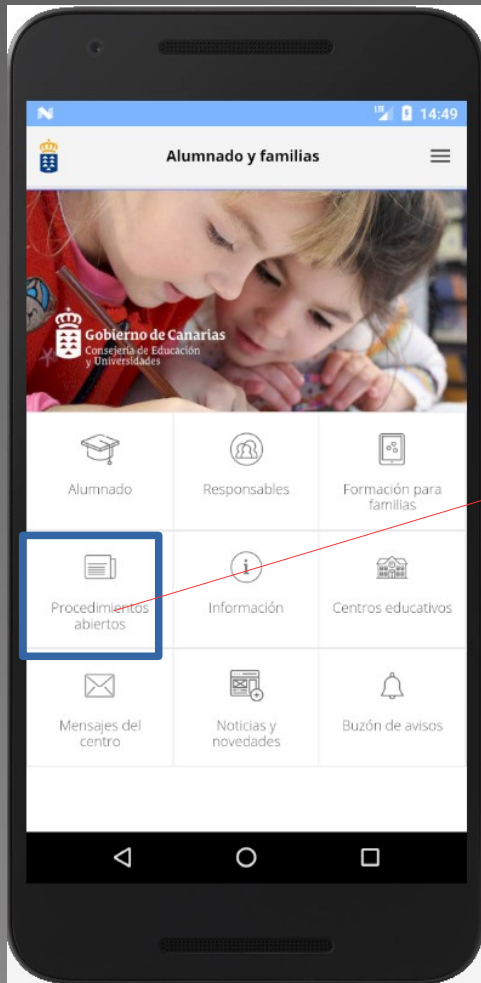 N
LTE
14:49
Alumnado y familias
Gobierno de Canarias
Consejería de Educación
y Universidades
Alumnado
Responsables
Formación para
familias
Procedimientos
abiertos
Información
Centros educativos
Mensajes del
centro
Noticias y
novedades
Buzón de avisos